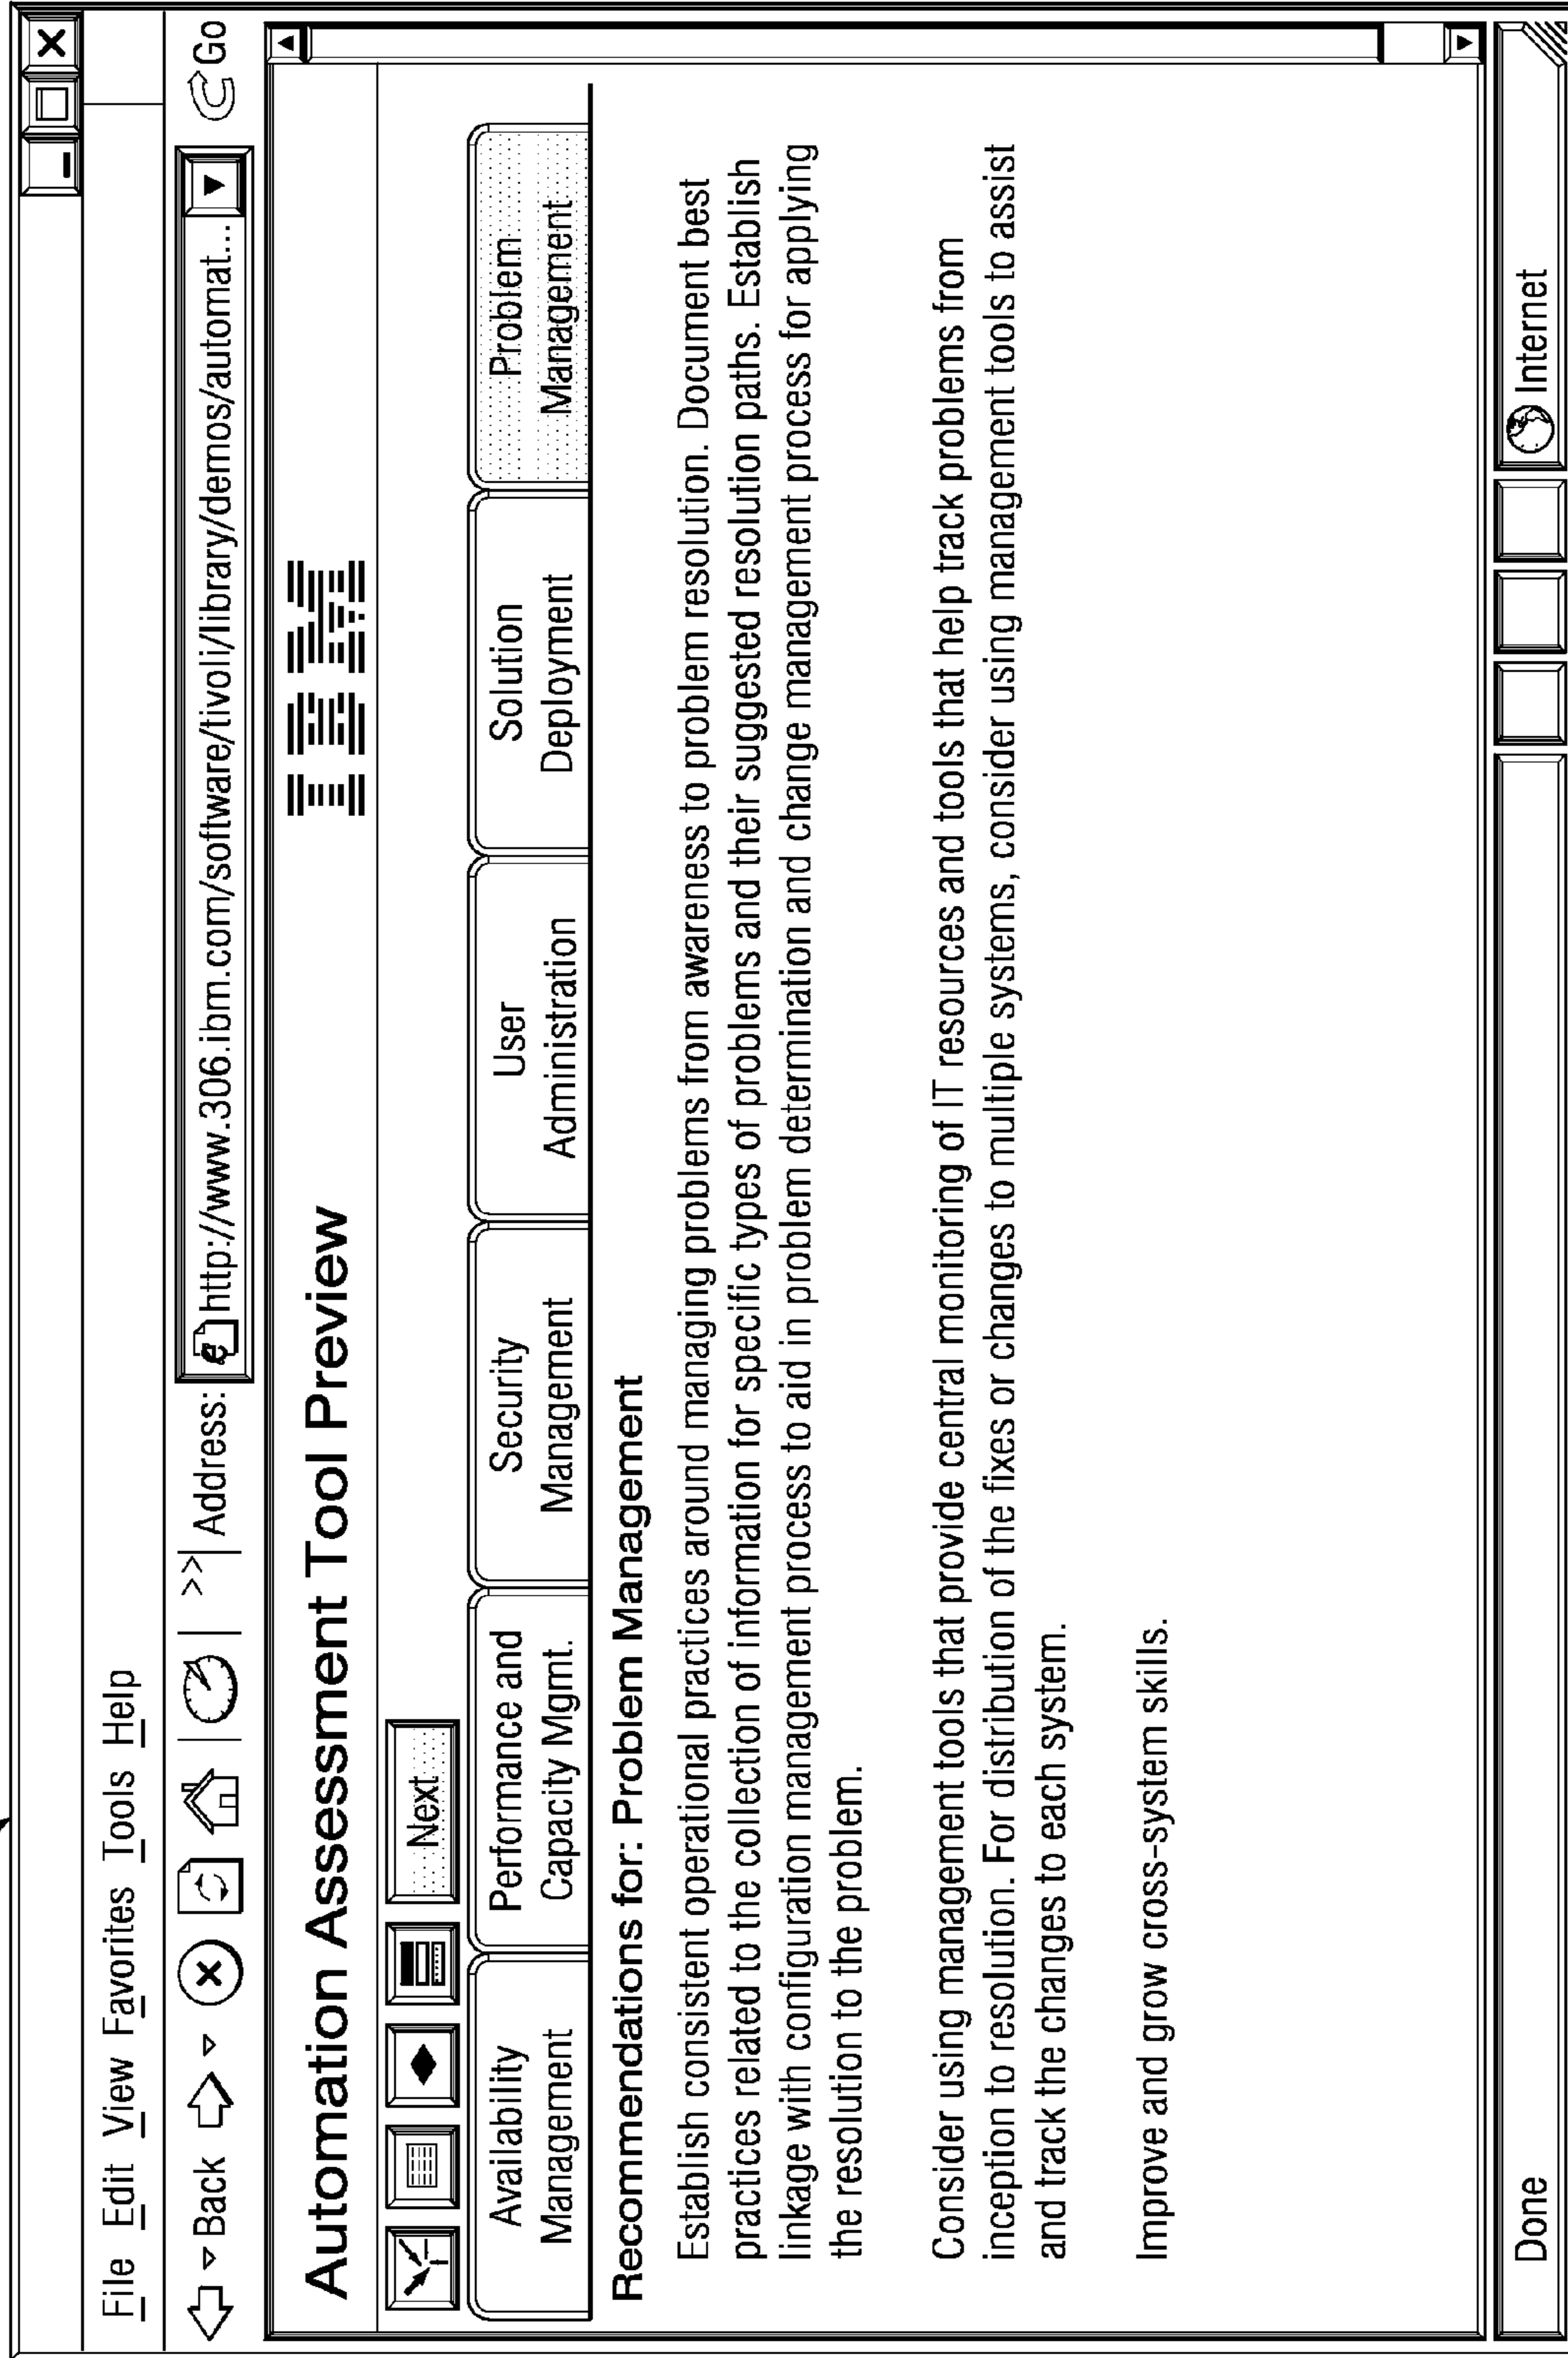 File Edit View Favorites Tools Help
Back >> Address: http://www.306.ibm.com/software/tivoli/library/demos/automat... Go
Automation Assessment Tool Preview IBM
Next
Availability Management
Performance and Capacity Mgmt.
Security Management
User Administration
Solution Deployment
Problem Management
Recommendations for: Problem Management
Establish consistent operational practices around managing problems from awareness to problem resolution. Document best
practices related to the collection of information for specific types of problems and their suggested resolution paths. Establish
linkage with configuration management process to aid in problem determination and change management process for applying
the resolution to the problem.
Consider using management tools that provide central monitoring of IT resources and tools that help track problems from
inception to resolution. For distribution of the fixes or changes to multiple systems, consider using management tools to assist
and track the changes to each system.
Improve and grow cross-system skills.
Done Internet